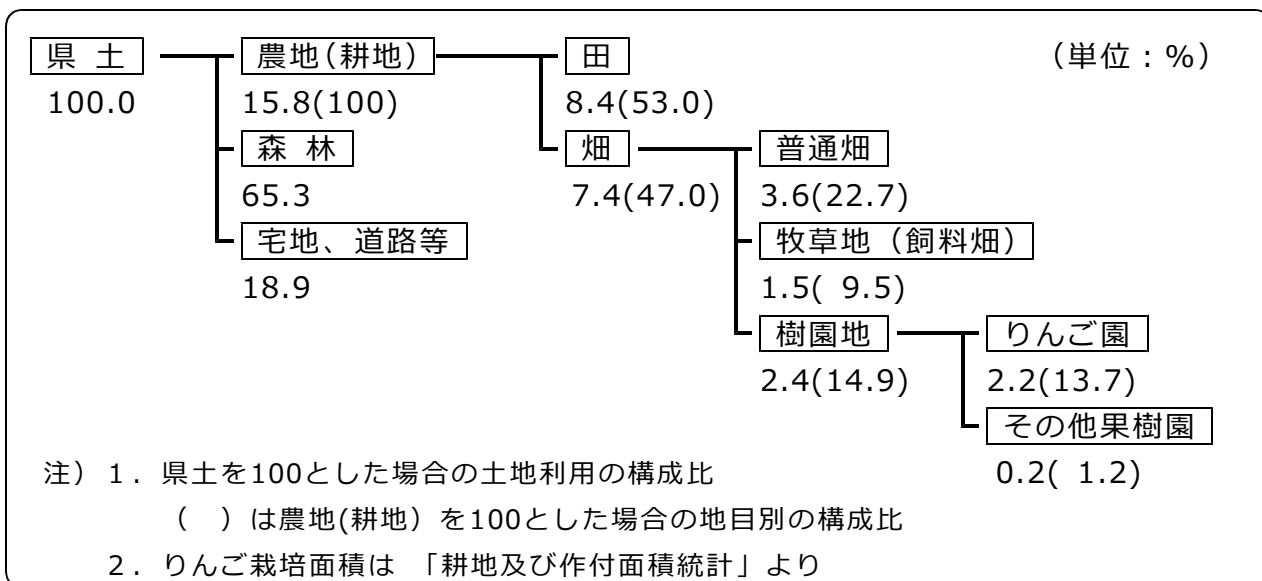 県 土 農地(耕地) 田 (単位：%)
100.0 15.8(100) 8.4(53.0)
森 林 畑 普通畑
65.3 7.4(47.0) 3.6(22.7)
宅地、道路等 牧草地（飼料畑）
18.9 1.5( 9.5)
樹園地 りんご園
2.4(14.9) 2.2(13.7)
その他果樹園
注）１．県土を100とした場合の土地利用の構成比 0.2( 1.2)
（　）は農地(耕地）を100とした場合の地目別の構成比
２．りんご栽培面積は 「耕地及び作付面積統計」より